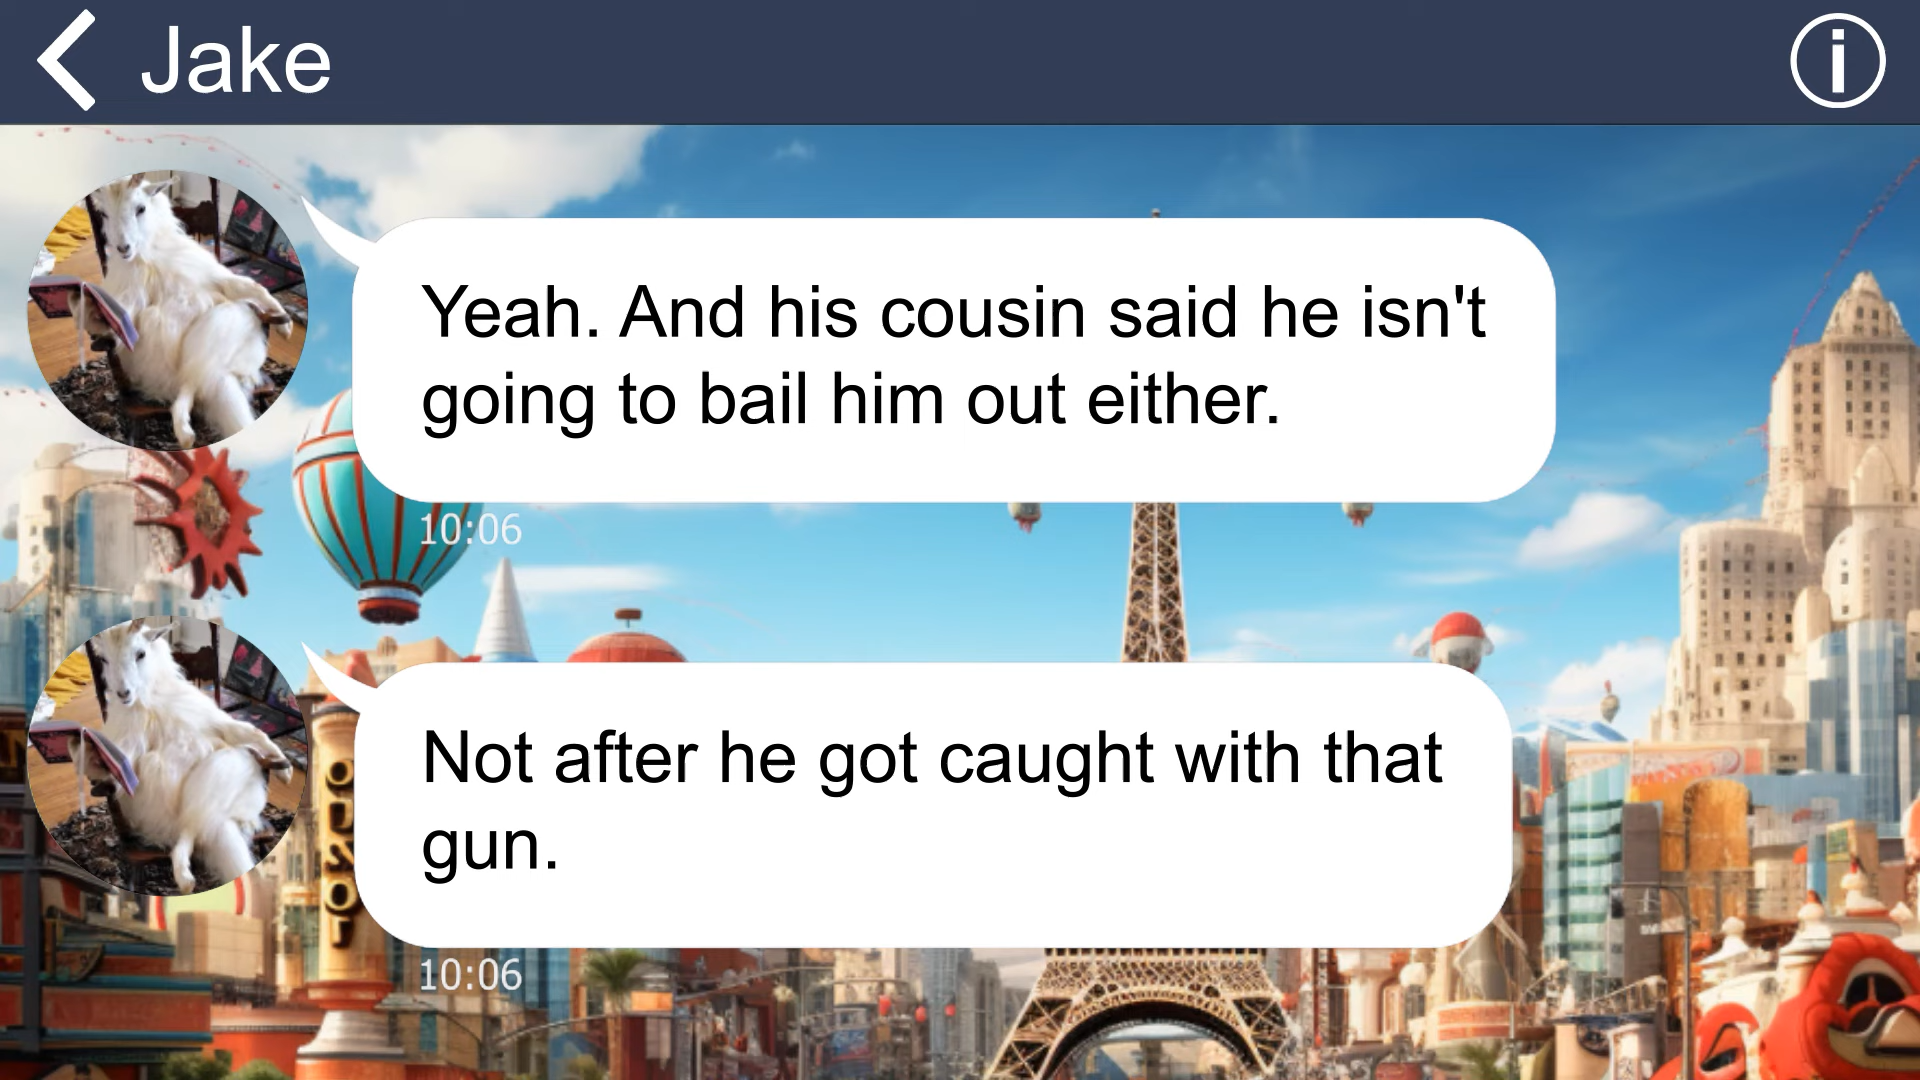 Jake
Yeah. And his cousin said he isn't
going to bail him out either.
10:06
Not after he got caught with that
gun.
10:06